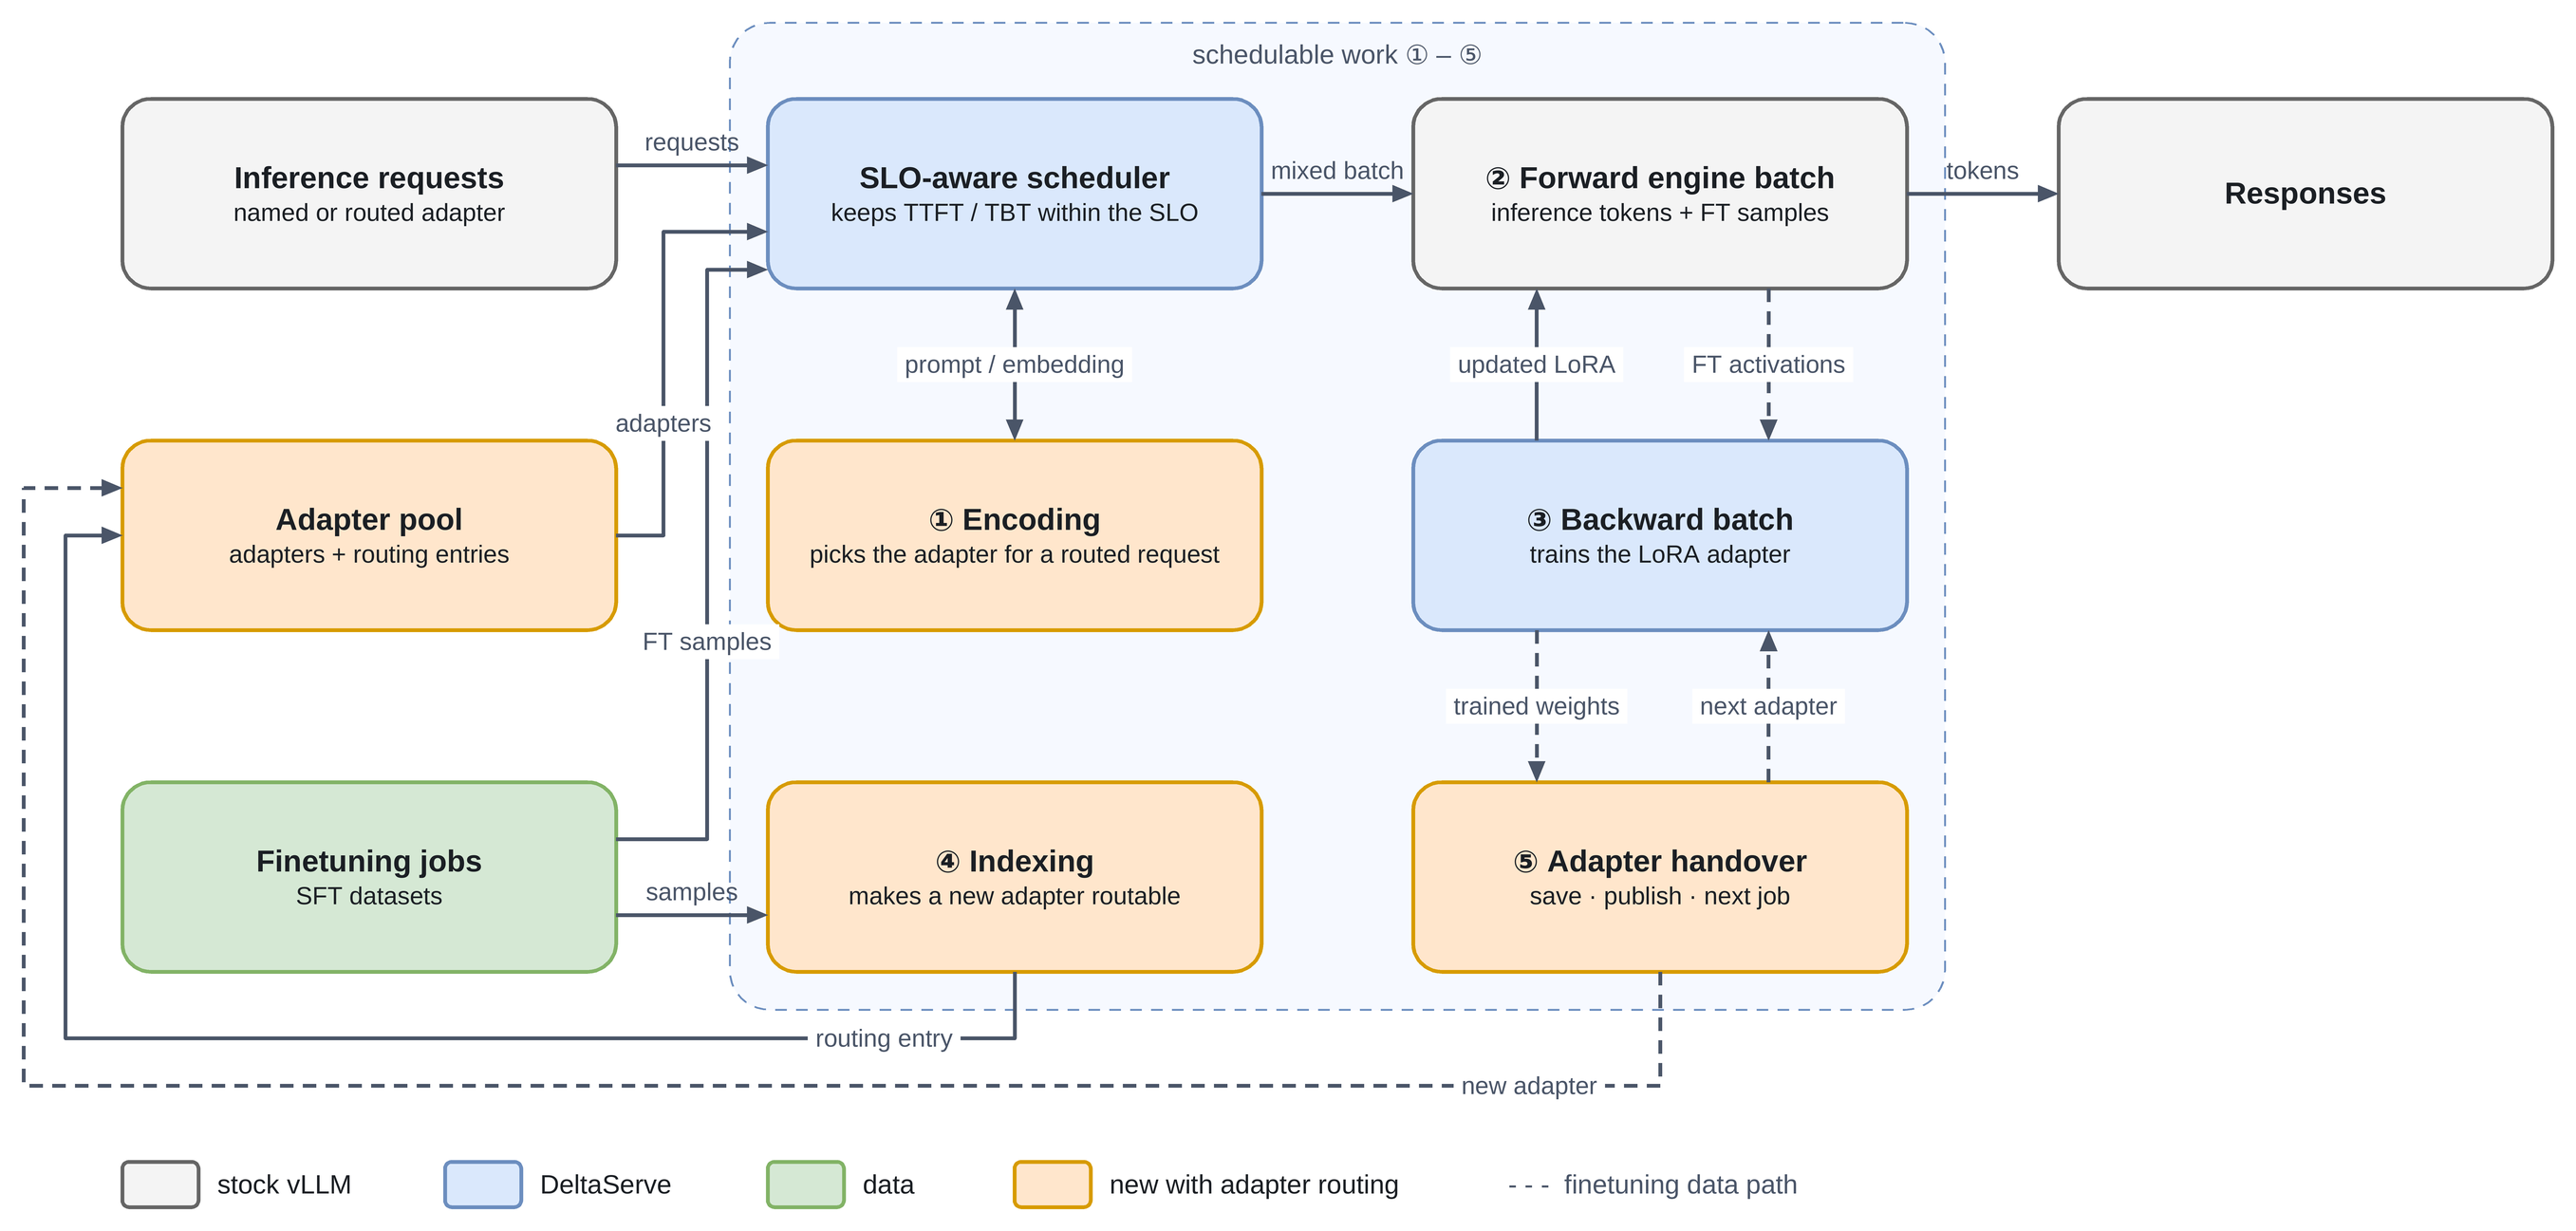 schedulable work ① – ⑤
Inference requests
named or routed adapter
requests
SLO-aware scheduler
keeps TTFT / TBT within the SLO
mixed batch
② Forward engine batch
inference tokens + FT samples
tokens
Responses
prompt / embedding
updated LoRA
FT activations
adapters
Adapter pool
adapters + routing entries
① Encoding
picks the adapter for a routed request
③ Backward batch
trains the LoRA adapter
FT samples
trained weights
next adapter
Finetuning jobs
SFT datasets
samples
④ Indexing
makes a new adapter routable
⑤ Adapter handover
save · publish · next job
routing entry
new adapter
stock vLLM
DeltaServe
data
new with adapter routing
finetuning data path